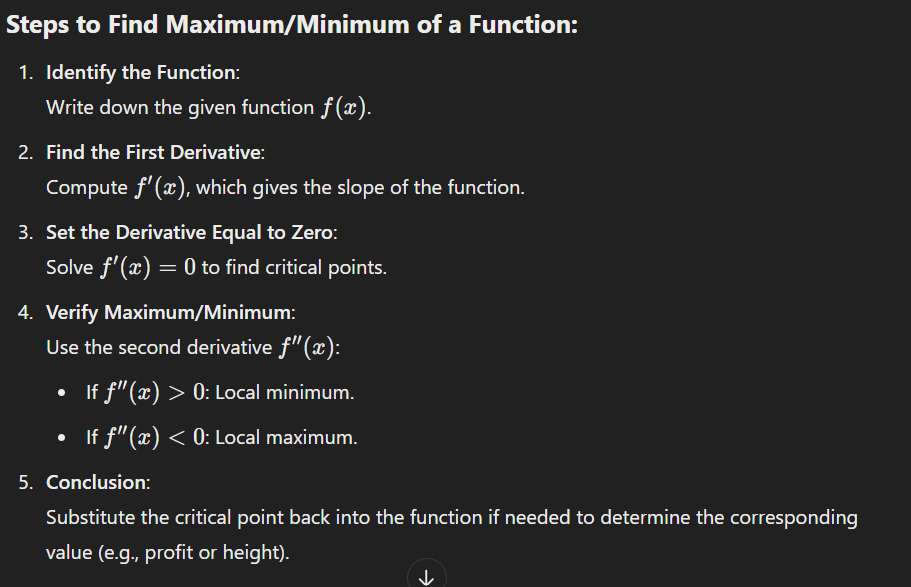 Steps to Find Maximum/Minimum of a Function:
1. Identify the Function:
Write down the given function f(x).
2. Find the First Derivative:
Compute f′(x), which gives the slope of the function.
3. Set the Derivative Equal to Zero:
Solve f′(x) = 0 to find critical points.
4. Verify Maximum/Minimum:
Use the second derivative f′′(x):
• If f′′(x) > 0: Local minimum.
• If f′′(x) < 0: Local maximum.
5. Conclusion:
Substitute the critical point back into the function if needed to determine the corresponding
value (e.g., profit or height).